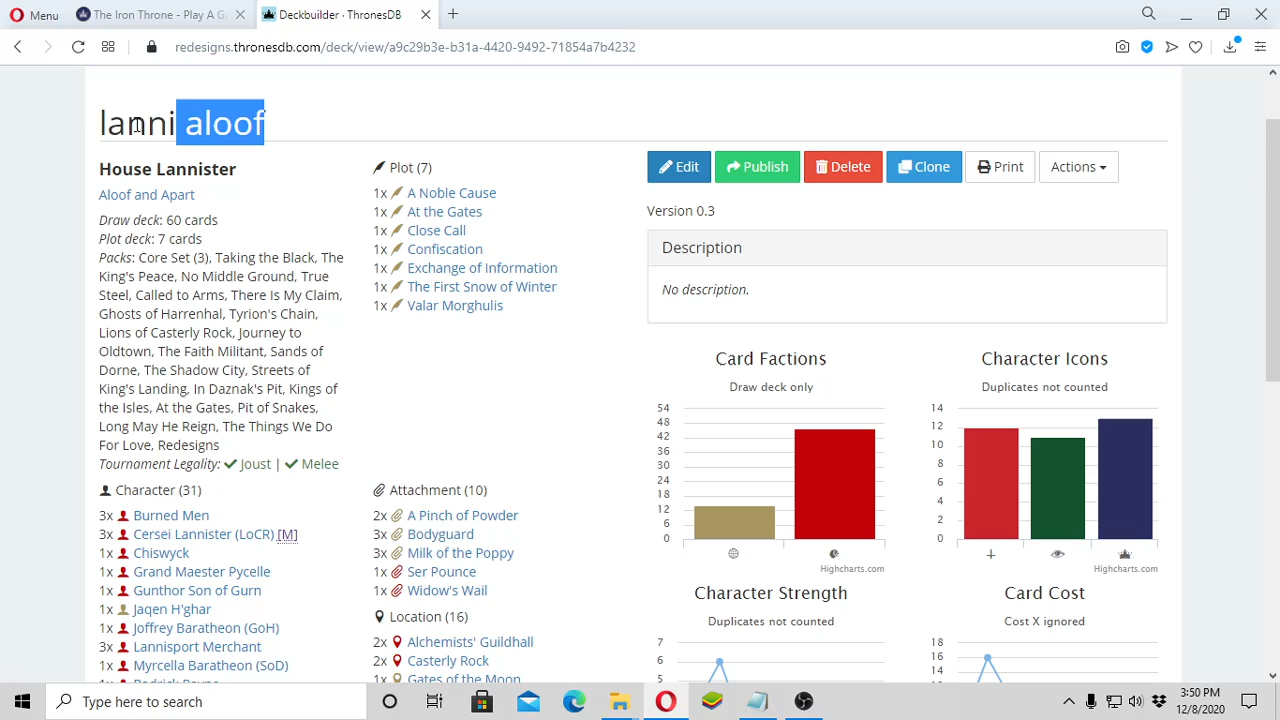 Menu
The Iron Throne - Play A G
Deckbuilder · ThronesDB
redesigns.thronesdb.com/deck/view/a9c29b3e-b31a-4420-9492-71854a7b4232
lanni aloof
House Lannister
Aloof and Apart
Draw deck: 60 cards
Plot deck: 7 cards
Packs: Core Set (3), Taking the Black, The
King's Peace, No Middle Ground, True
Steel, Called to Arms, There Is My Claim,
Ghosts of Harrenhal, Tyrion's Chain,
Lions of Casterly Rock, Journey to
Oldtown, The Faith Militant, Sands of
Dorne, The Shadow City, Streets of
King's Landing, In Daznak's Pit, Kings of
the Isles, At the Gates, Pit of Snakes,
Long May He Reign, The Things We Do
For Love, Redesigns
Tournament Legality: Joust | Melee
Plot (7)
1x A Noble Cause
1x At the Gates
1x Close Call
1x Confiscation
1x Exchange of Information
1x The First Snow of Winter
1x Valar Morghulis
Character (31)
3x Burned Men
3x Cersei Lannister (LoCR) [M]
1x Chiswyck
1x Grand Maester Pycelle
1x Gunthor Son of Gurn
1x Jaqen H'ghar
1x Joffrey Baratheon (GoH)
3x Lannisport Merchant
1x Myrcella Baratheon (SoD)
Attachment (10)
2x A Pinch of Powder
3x Bodyguard
3x Milk of the Poppy
1x Ser Pounce
1x Widow's Wail
Location (16)
2x Alchemists' Guildhall
2x Casterly Rock
1x Gates of the Moon
Edit Publish Delete Clone Print Actions
Version 0.3
Description
No description.
Card Factions
Draw deck only
54
48
42
36
30
24
18
12
6
0
Highcharts.com
Character Icons
Duplicates not counted
14
12
10
8
6
4
2
0
Highcharts.com
Character Strength
Duplicates not counted
7
6
5
Card Cost
Cost X ignored
18
16
14
Type here to search
3:50 PM
12/8/2020